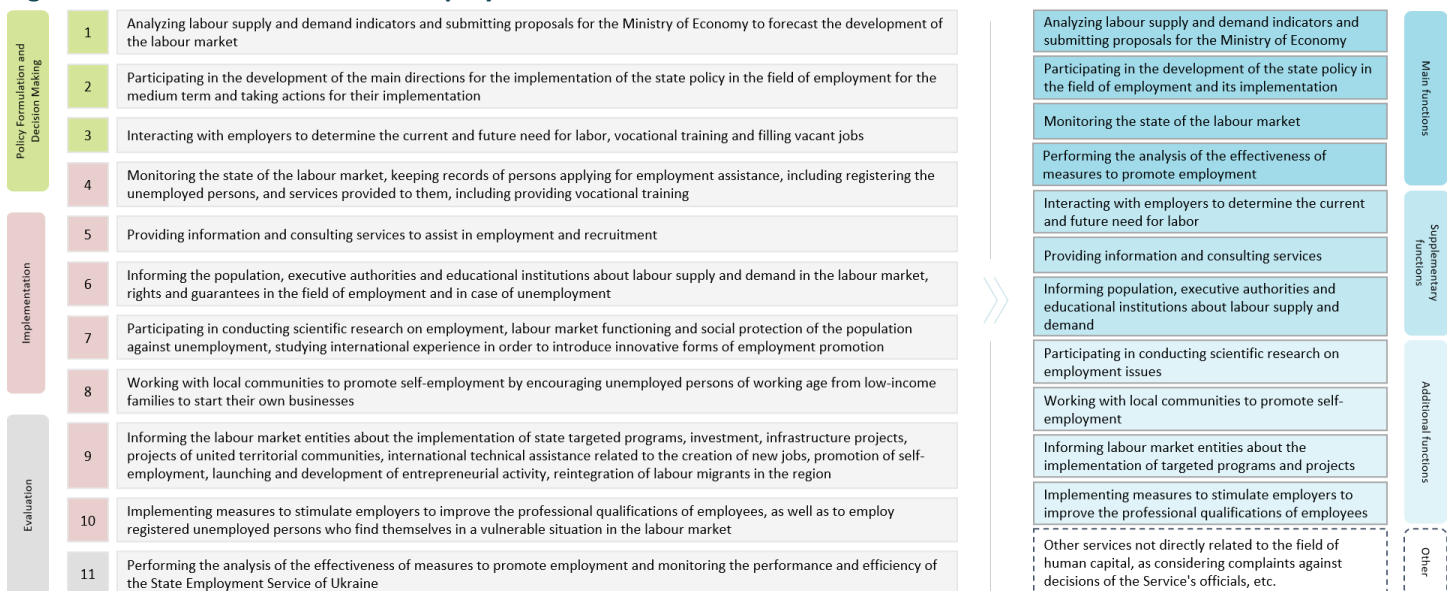 Policy Formulation and
Decision Making
Implementation
Evaluation
1
Analyzing labour supply and demand indicators and submitting proposals for the Ministry of Economy to forecast the development of
the labour market
2
Participating in the development of the main directions for the implementation of the state policy in the field of employment for the
medium term and taking actions for their implementation
3
Interacting with employers to determine the current and future need for labor, vocational training and filling vacant jobs
4
Monitoring the state of the labour market, keeping records of persons applying for employment assistance, including registering the
unemployed persons, and services provided to them, including providing vocational training
5
Providing information and consulting services to assist in employment and recruitment
6
Informing the population, executive authorities and educational institutions about labour supply and demand in the labour market,
rights and guarantees in the field of employment and in case of unemployment
7
Participating in conducting scientific research on employment, labour market functioning and social protection of the population
against unemployment, studying international experience in order to introduce innovative forms of employment promotion
8
Working with local communities to promote self-employment by encouraging unemployed persons of working age from low-income
families to start their own businesses
9
Informing the labour market entities about the implementation of state targeted programs, investment, infrastructure projects,
projects of united territorial communities, international technical assistance related to the creation of new jobs, promotion of self-
employment, launching and development of entrepreneurial activity, reintegration of labour migrants in the region
10
Implementing measures to stimulate employers to improve the professional qualifications of employees, as well as to employ
registered unemployed persons who find themselves in a vulnerable situation in the labour market
11
Performing the analysis of the effectiveness of measures to promote employment and monitoring the performance and efficiency of
the State Employment Service of Ukraine
Analyzing labour supply and demand indicators and
submitting proposals for the Ministry of Economy
Participating in the development of the state policy in
the field of employment and its implementation
Monitoring the state of the labour market
Performing the analysis of the effectiveness of
measures to promote employment
Interacting with employers to determine the current
and future need for labor
Providing information and consulting services
Informing population, executive authorities and
educational institutions about labour supply and
demand
Participating in conducting scientific research on
employment issues
Working with local communities to promote self-
employment
Informing labour market entities about the
implementation of targeted programs and projects
Implementing measures to stimulate employers to
improve the professional qualifications of employees
Other services not directly related to the field of
human capital, as considering complaints against
decisions of the Service's officials, etc.
Main functions
Supplementary
functions
Additional functions
Other